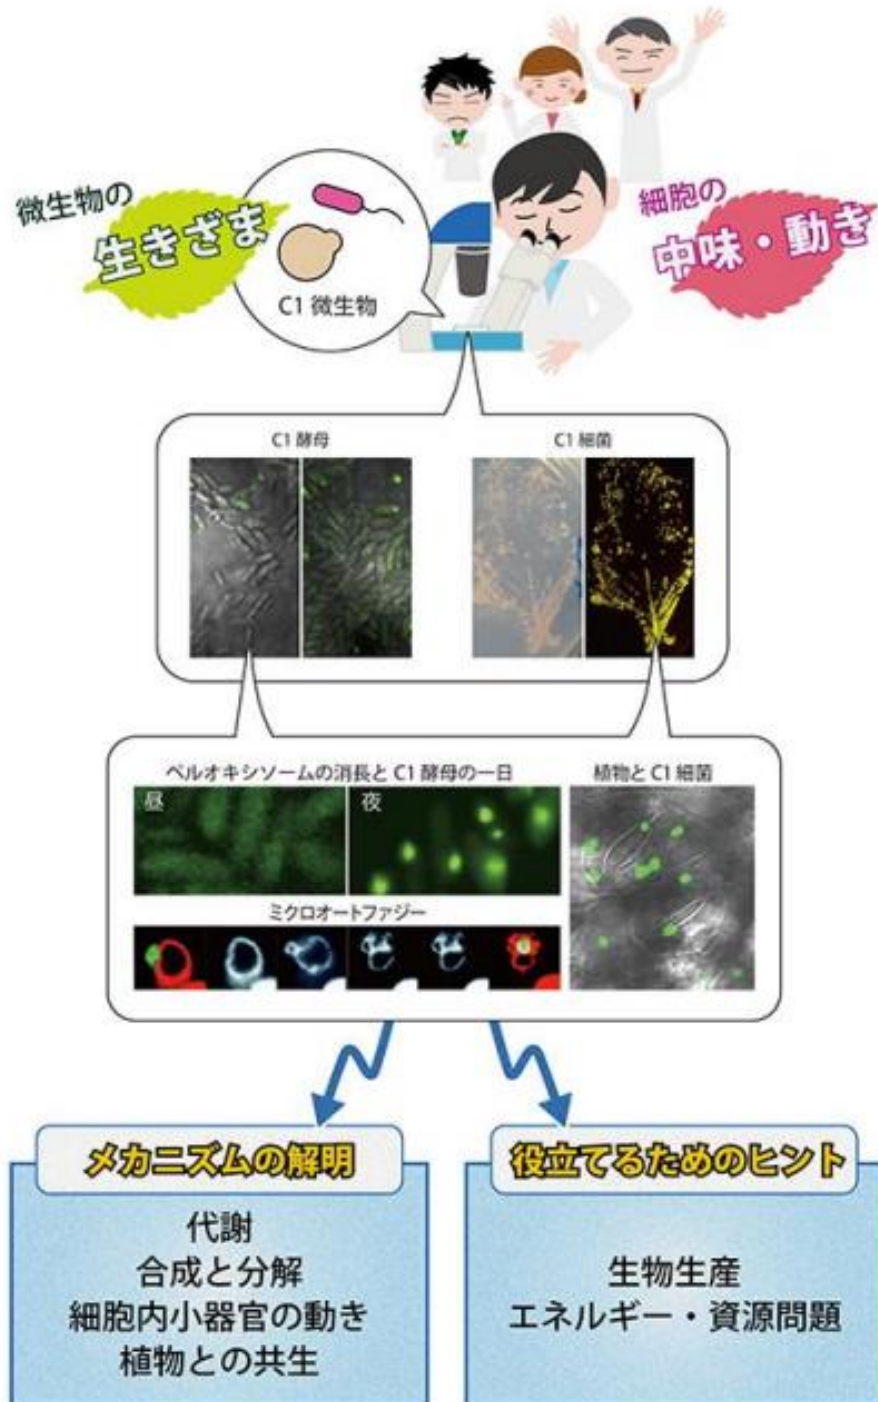 微生物の
生きざま
細胞の
中味・動き
C1 微生物
C1 酵母
C1 細菌
ペルオキシソームの消長と C1 酵母の一日
植物と C1 細菌
昼
夜
ミクロオートファジー
メカニズムの解明
代謝
合成と分解
細胞内小器官の動き
植物との共生
役立てるためのヒント
生物生産
エネルギー・資源問題